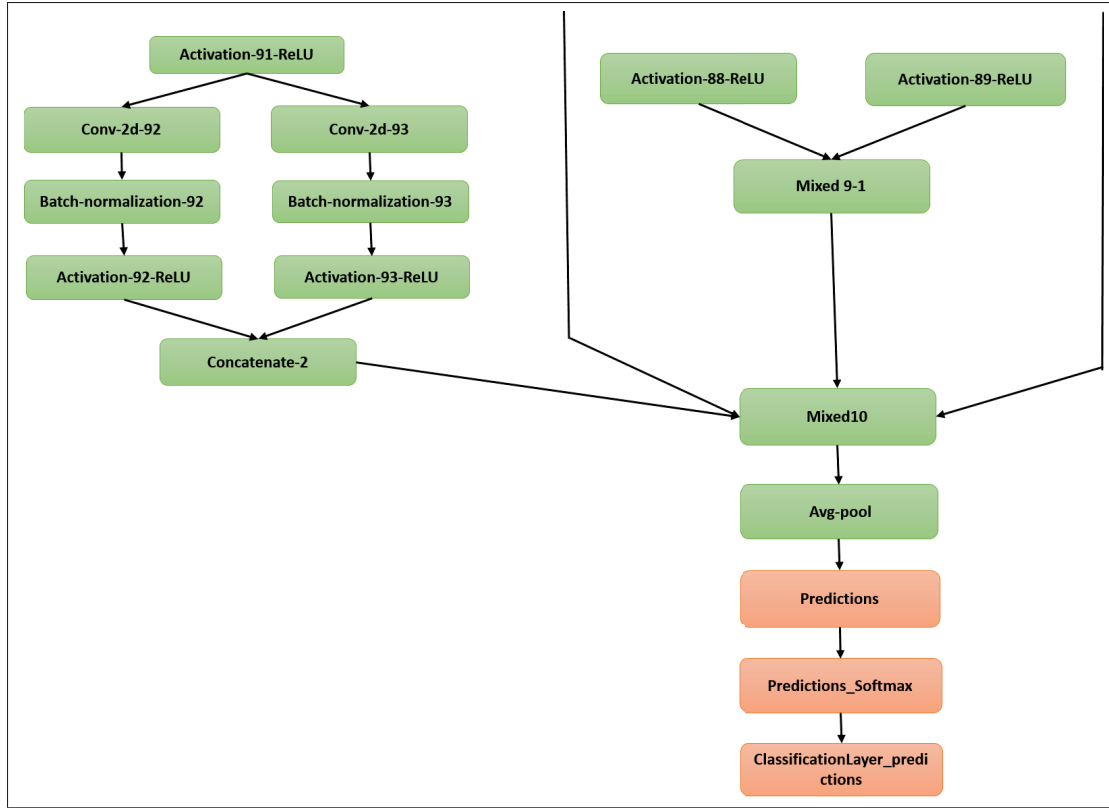 Activation-91-ReLU
Conv-2d-92
Conv-2d-93
Batch-normalization-92
Batch-normalization-93
Activation-92-ReLU
Activation-93-ReLU
Concatenate-2
Activation-88-ReLU
Activation-89-ReLU
Mixed 9-1
Mixed10
Avg-pool
Predictions
Predictions_Softmax
ClassificationLayer_predi
ctions